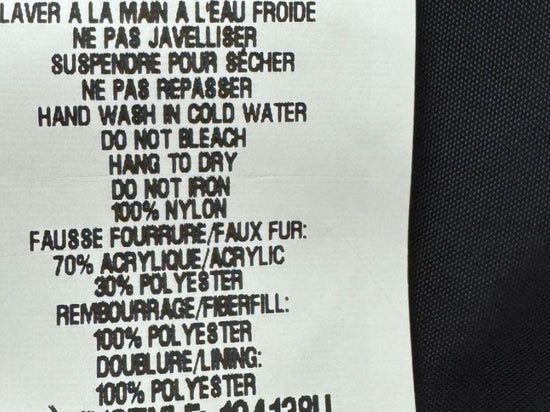 LAVER A LA MAIN A L'EAU FROIDE
NE PAS JAVELLISER
SUSPENDRE POUR SÉCHER
NE PAS REPASSER
HAND WASH IN COLD WATER
DO NOT BLEACH
HANG TO DRY
DO NOT IRON
100% NYLON
FAUSSE FOURRURE/FAUX FUR:
70% ACRYLIQUE/ACRYLIC
30% POLYESTER
REMBOURRAGE/FIBERFILL:
100% POLYESTER
DOUBLURE/LINING:
100% POLYESTER